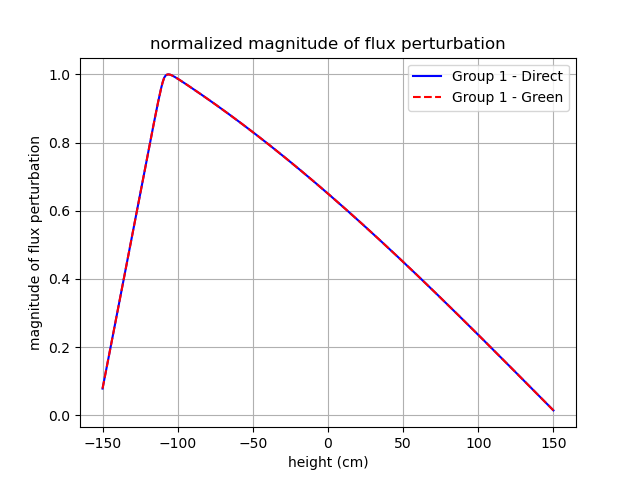 normalized magnitude of flux perturbation
Group 1 - Direct
Group 1 - Green
magnitude of flux perturbation
1.0
0.8
0.6
0.4
0.2
0.0
−150 −100 −50 0 50 100 150
height (cm)